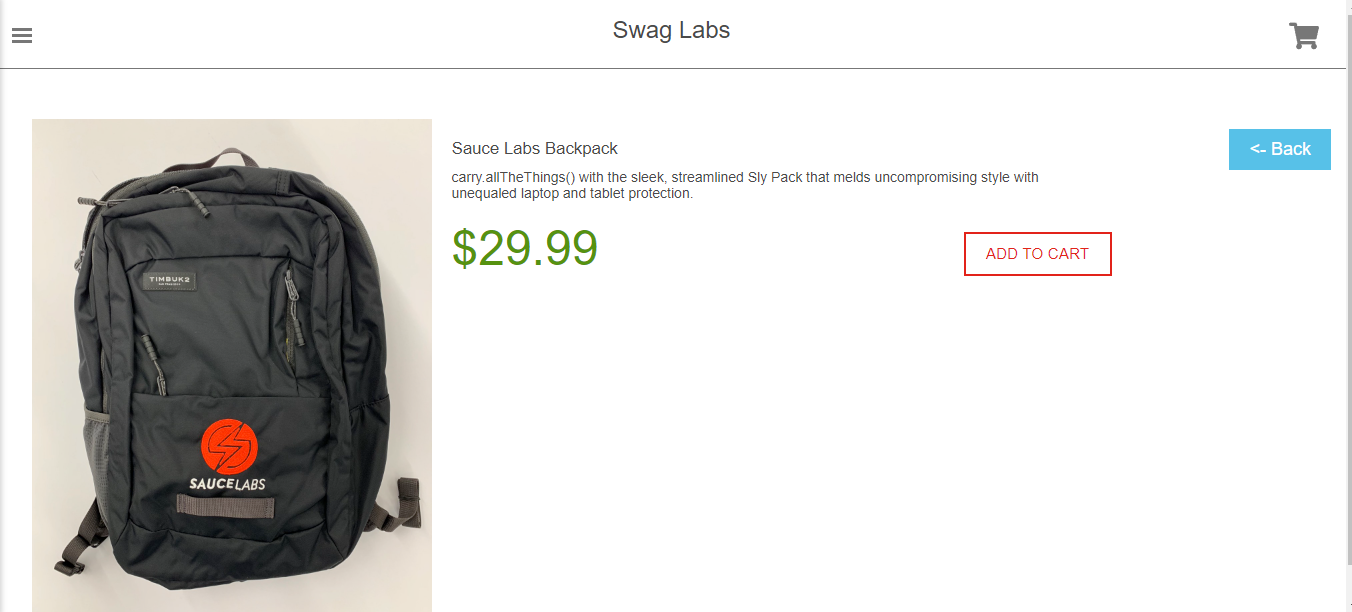 Swag Labs
Sauce Labs Backpack
<- Back
carry.allTheThings() with the sleek, streamlined Sly Pack that melds uncompromising style with
unequaled laptop and tablet protection.
$29.99
ADD TO CART
TIMBUK2
SAUCELABS